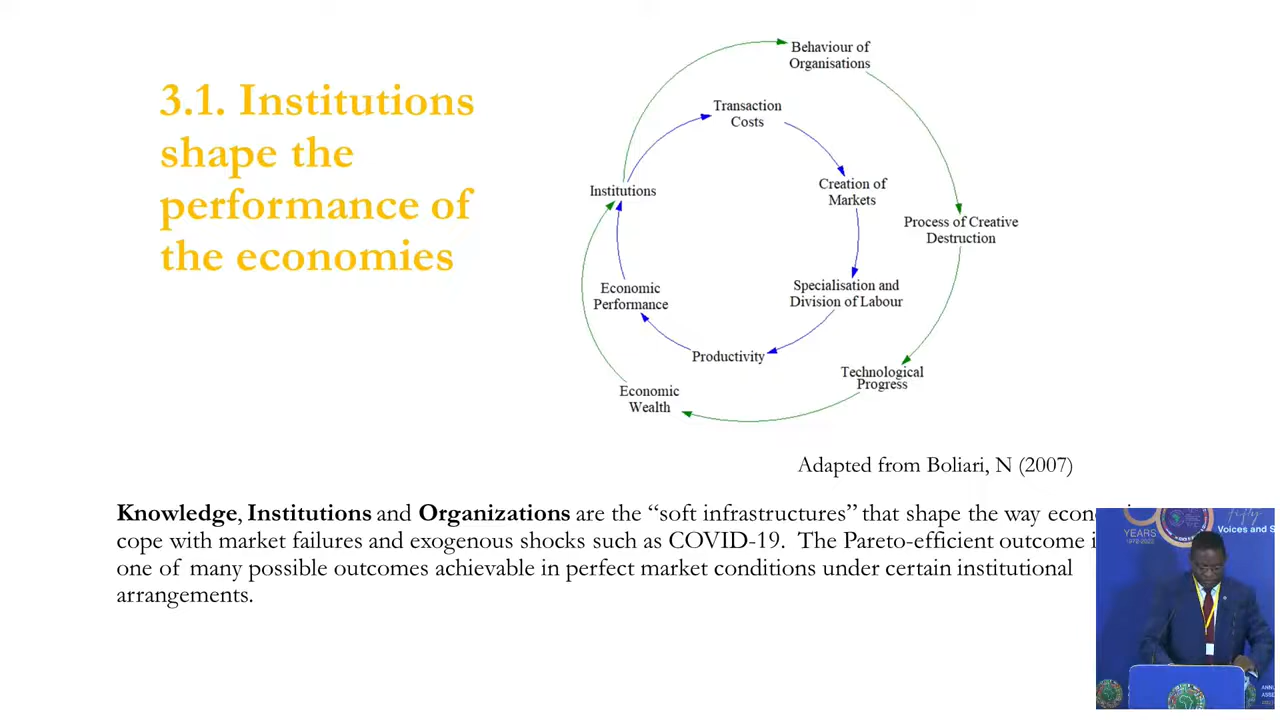 3.1. Institutions
shape the
performance of
the economies
Behaviour of
Organisations
Transaction
Costs
Institutions
Creation of
Markets
Process of Creative
Destruction
Economic
Performance
Specialisation and
Division of Labour
Productivity
Technological
Progress
Economic
Wealth
Adapted from Boliari, N (2007)
Knowledge, Institutions and Organizations are the “soft infrastructures” that shape the way
cope with market failures and exogenous shocks such as COVID-19. The Pareto-efficient outcome
one of many possible outcomes achievable in perfect market conditions under certain institutional
arrangements.
YEARS
Voices and